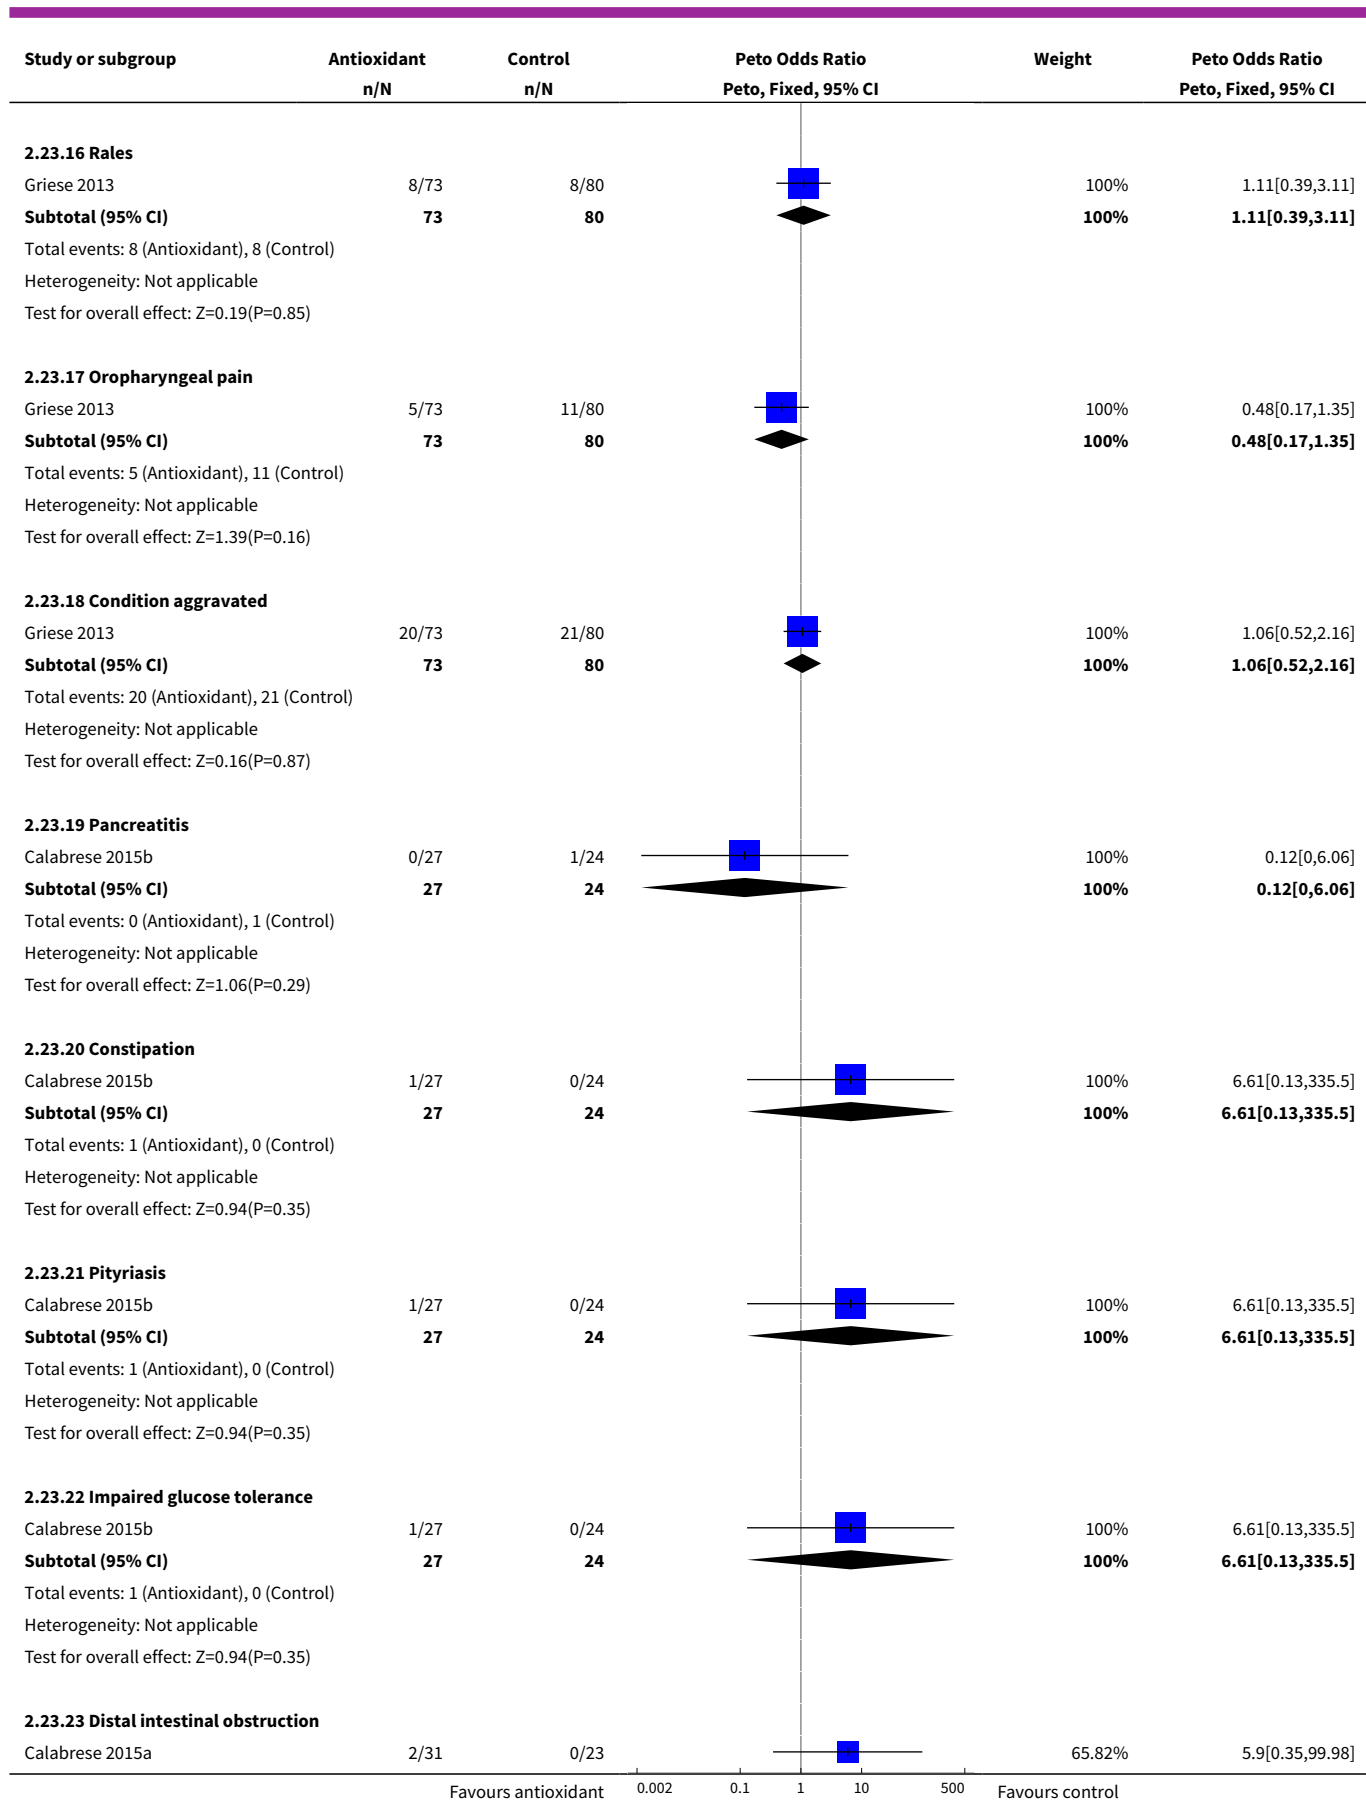 Study or subgroup Antioxidant Control Peto Odds Ratio Weight Peto Odds Ratio
n/N n/N Peto, Fixed, 95% CI Peto, Fixed, 95% CI
2.23.16 Rales
Griese 2013 8/73 8/80 100% 1.11[0.39,3.11]
Subtotal (95% CI) 73 80 100% 1.11[0.39,3.11]
Total events: 8 (Antioxidant), 8 (Control)
Heterogeneity: Not applicable
Test for overall effect: Z=0.19(P=0.85)
2.23.17 Oropharyngeal pain
Griese 2013 5/73 11/80 100% 0.48[0.17,1.35]
Subtotal (95% CI) 73 80 100% 0.48[0.17,1.35]
Total events: 5 (Antioxidant), 11 (Control)
Heterogeneity: Not applicable
Test for overall effect: Z=1.39(P=0.16)
2.23.18 Condition aggravated
Griese 2013 20/73 21/80 100% 1.06[0.52,2.16]
Subtotal (95% CI) 73 80 100% 1.06[0.52,2.16]
Total events: 20 (Antioxidant), 21 (Control)
Heterogeneity: Not applicable
Test for overall effect: Z=0.16(P=0.87)
2.23.19 Pancreatitis
Calabrese 2015b 0/27 1/24 100% 0.12[0,6.06]
Subtotal (95% CI) 27 24 100% 0.12[0,6.06]
Total events: 0 (Antioxidant), 1 (Control)
Heterogeneity: Not applicable
Test for overall effect: Z=1.06(P=0.29)
2.23.20 Constipation
Calabrese 2015b 1/27 0/24 100% 6.61[0.13,335.5]
Subtotal (95% CI) 27 24 100% 6.61[0.13,335.5]
Total events: 1 (Antioxidant), 0 (Control)
Heterogeneity: Not applicable
Test for overall effect: Z=0.94(P=0.35)
2.23.21 Pityriasis
Calabrese 2015b 1/27 0/24 100% 6.61[0.13,335.5]
Subtotal (95% CI) 27 24 100% 6.61[0.13,335.5]
Total events: 1 (Antioxidant), 0 (Control)
Heterogeneity: Not applicable
Test for overall effect: Z=0.94(P=0.35)
2.23.22 Impaired glucose tolerance
Calabrese 2015b 1/27 0/24 100% 6.61[0.13,335.5]
Subtotal (95% CI) 27 24 100% 6.61[0.13,335.5]
Total events: 1 (Antioxidant), 0 (Control)
Heterogeneity: Not applicable
Test for overall effect: Z=0.94(P=0.35)
2.23.23 Distal intestinal obstruction
Calabrese 2015a 2/31 0/23 65.82% 5.9[0.35,99.98]
Favours antioxidant 0.002 0.1 1 10 500 Favours control